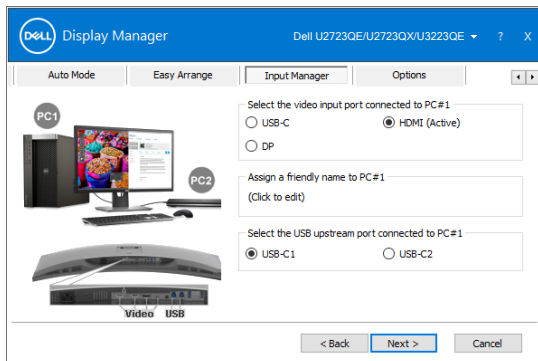 DELL Display Manager
Dell U2723QE/U2723QX/U3223QE ? X
Auto Mode Easy Arrange Input Manager Options
Select the video input port connected to PC#1
USB-C HDMI (Active)
DP
Assign a friendly name to PC#1
(Click to edit)
Select the USB upstream port connected to PC#1
USB-C1 USB-C2
PC1
PC2
Video USB
< Back Next > Cancel